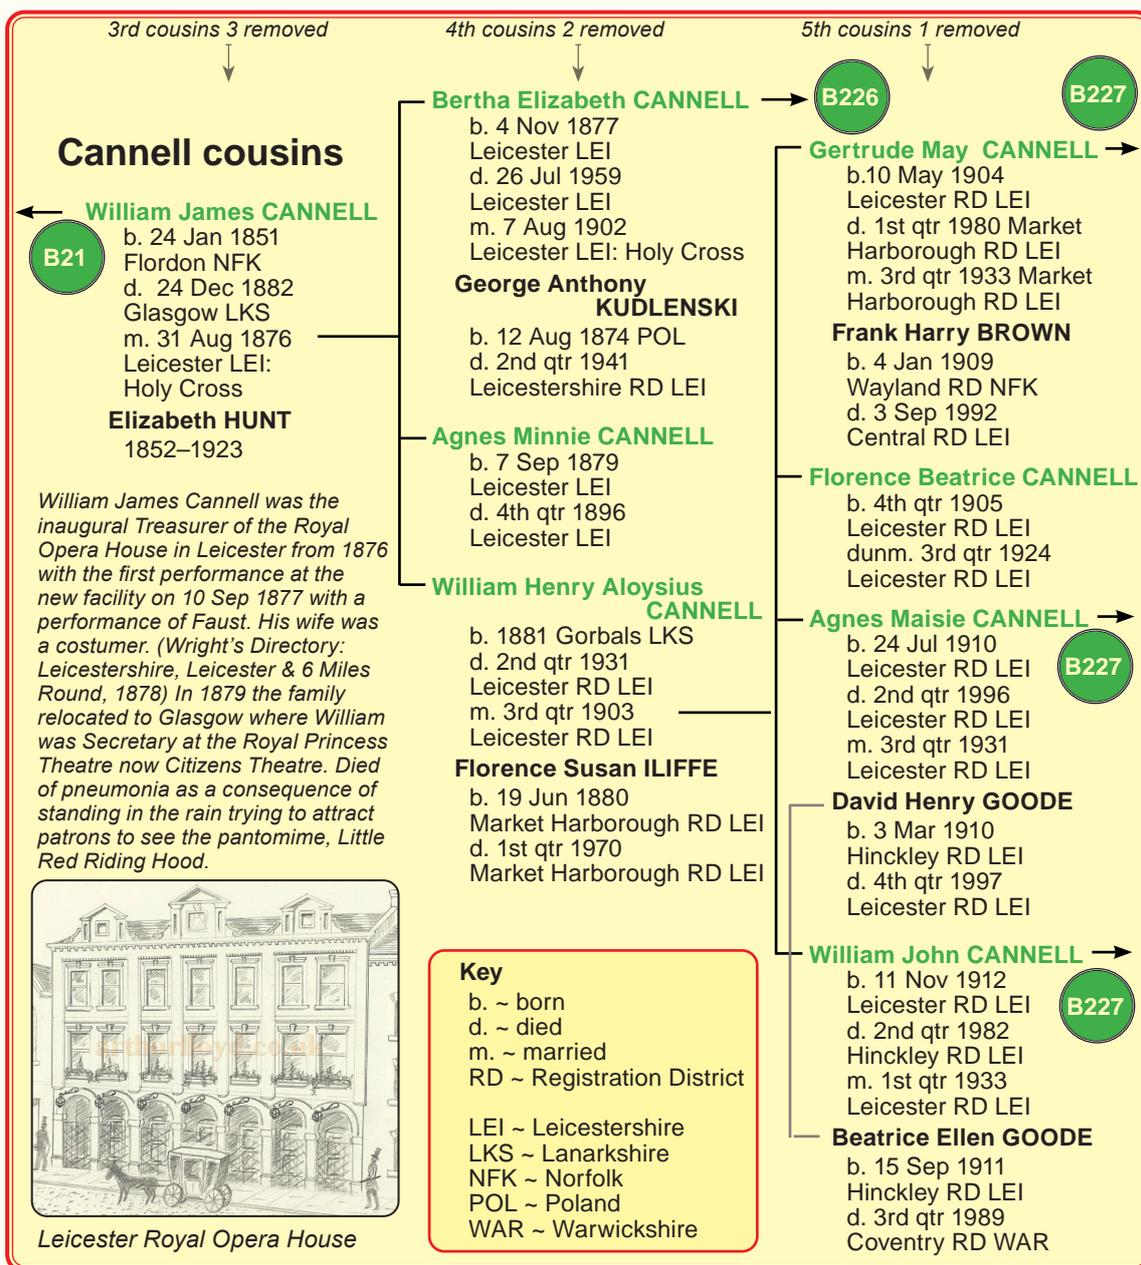 3rd cousins 3 removed
4th cousins 2 removed
5th cousins 1 removed
Cannell cousins
William James CANNELL
B21
b. 24 Jan 1851
Flordon NFK
d. 24 Dec 1882
Glasgow LKS
m. 31 Aug 1876
Leicester LEI:
Holy Cross
Elizabeth HUNT
1852–1923
William James Cannell was the
inaugural Treasurer of the Royal
Opera House in Leicester from 1876
with the first performance at the
new facility on 10 Sep 1877 with a
performance of Faust. His wife was
a costumer. (Wright's Directory:
Leicestershire, Leicester & 6 Miles
Round, 1878) In 1879 the family
relocated to Glasgow where William
was Secretary at the Royal Princess
Theatre now Citizens Theatre. Died
of pneumonia as a consequence of
standing in the rain trying to attract
patrons to see the pantomime, Little
Red Riding Hood.
arthurlloyd.co.uk
Leicester Royal Opera House
Bertha Elizabeth CANNELL
B226
b. 4 Nov 1877
Leicester LEI
d. 26 Jul 1959
Leicester LEI
m. 7 Aug 1902
Leicester LEI: Holy Cross
George Anthony
KUDLENSKI
b. 12 Aug 1874 POL
d. 2nd qtr 1941
Leicestershire RD LEI
Agnes Minnie CANNELL
b. 7 Sep 1879
Leicester LEI
d. 4th qtr 1896
Leicester LEI
William Henry Aloysius
CANNELL
b. 1881 Gorbals LKS
d. 2nd qtr 1931
Leicester RD LEI
m. 3rd qtr 1903
Leicester RD LEI
Florence Susan ILIFFE
b. 19 Jun 1880
Market Harborough RD LEI
d. 1st qtr 1970
Market Harborough RD LEI
Key
b. ~ born
d. ~ died
m. ~ married
RD ~ Registration District
LEI ~ Leicestershire
LKS ~ Lanarkshire
NFK ~ Norfolk
POL ~ Poland
WAR ~ Warwickshire
B227
Gertrude May CANNELL
b.10 May 1904
Leicester RD LEI
d. 1st qtr 1980 Market
Harborough RD LEI
m. 3rd qtr 1933 Market
Harborough RD LEI
Frank Harry BROWN
b. 4 Jan 1909
Wayland RD NFK
d. 3 Sep 1992
Central RD LEI
Florence Beatrice CANNELL
b. 4th qtr 1905
Leicester RD LEI
dunm. 3rd qtr 1924
Leicester RD LEI
Agnes Maisie CANNELL
B227
b. 24 Jul 1910
Leicester RD LEI
d. 2nd qtr 1996
Leicester RD LEI
m. 3rd qtr 1931
Leicester RD LEI
David Henry GOODE
b. 3 Mar 1910
Hinckley RD LEI
d. 4th qtr 1997
Leicester RD LEI
William John CANNELL
B227
b. 11 Nov 1912
Leicester RD LEI
d. 2nd qtr 1982
Hinckley RD LEI
m. 1st qtr 1933
Leicester RD LEI
Beatrice Ellen GOODE
b. 15 Sep 1911
Hinckley RD LEI
d. 3rd qtr 1989
Coventry RD WAR